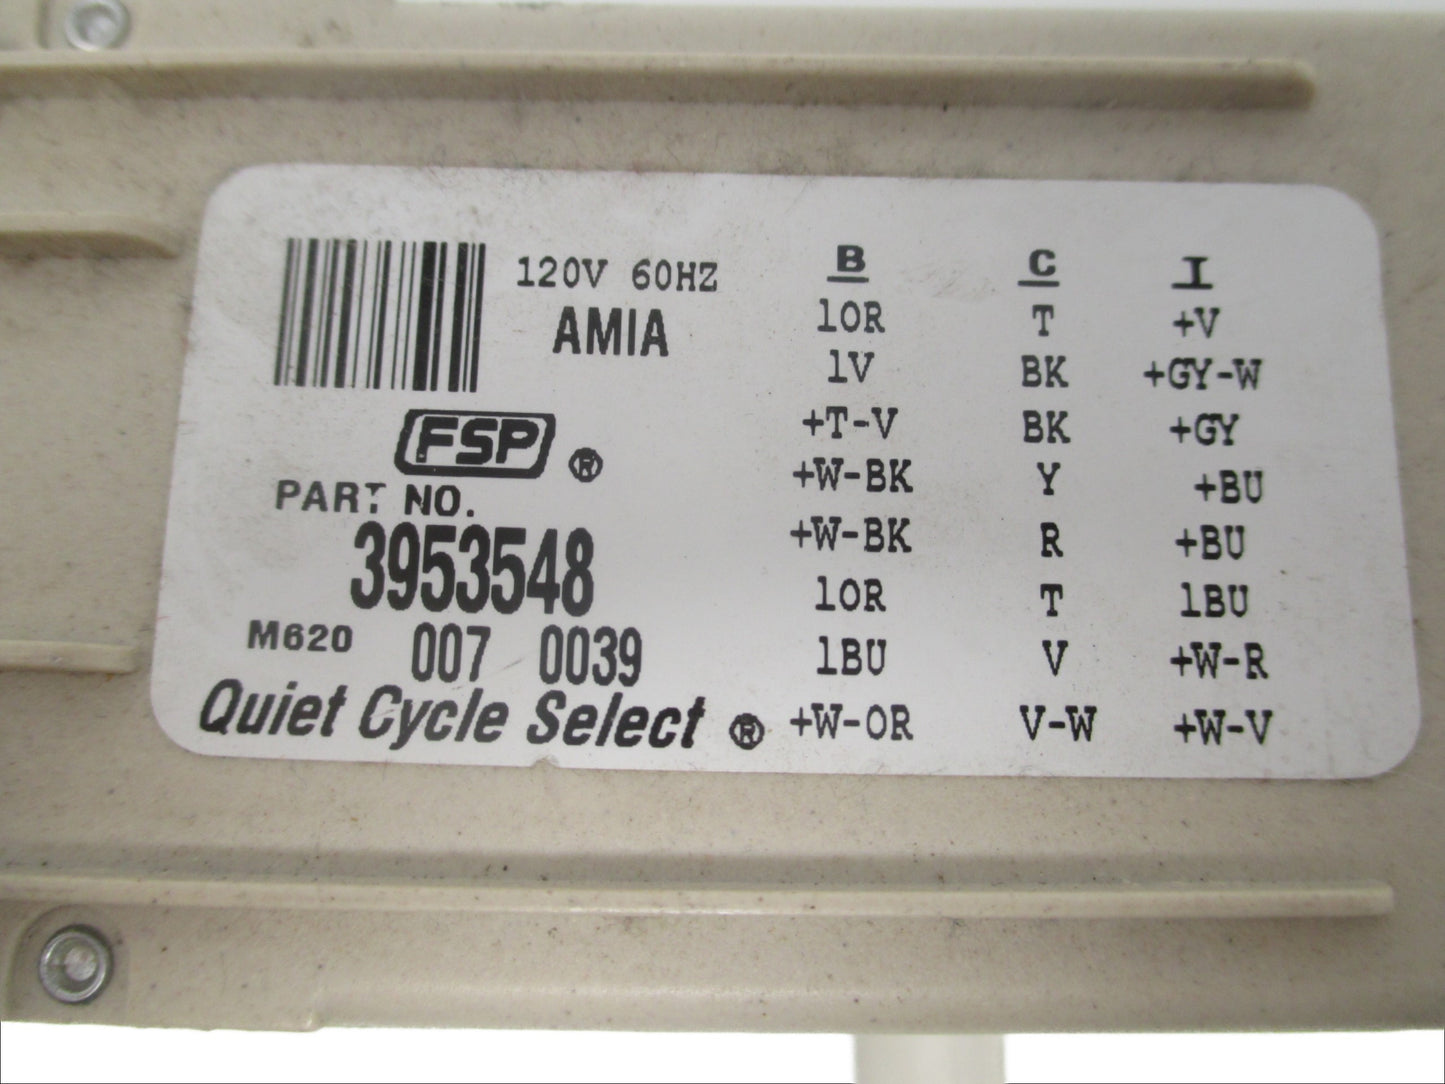 120V 60HZ
AMIA
FSP ®
PART NO.
3953548
M620 007 0039
Quiet Cycle Select ®
B C I
1OR T +V
1V BK +GY-W
+T-V BK +GY
+W-BK Y +BU
+W-BK R +BU
1OR T 1BU
1BU V +W-R
+W-OR V-W +W-V